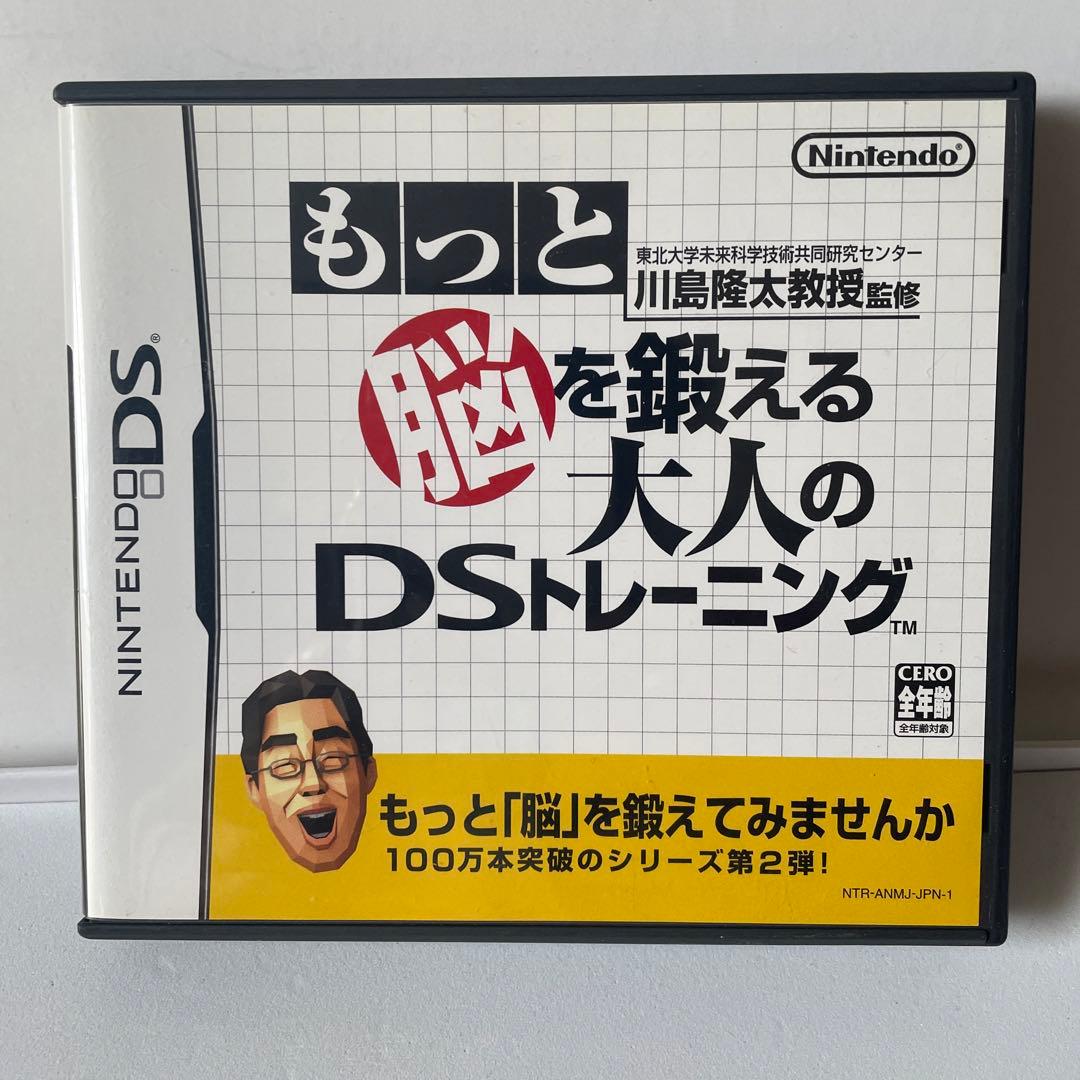 Nintendo®
もっと
東北大学未来科学技術共同研究センター
川島隆太教授監修
脳を鍛える
大人の
DSトレーニング™
NINTENDO DS®
CERO
全年齢
全年齢対象
もっと「脳」を鍛えてみませんか
100万本突破のシリーズ第2弾!
NTR-ANMJ-JPN-1